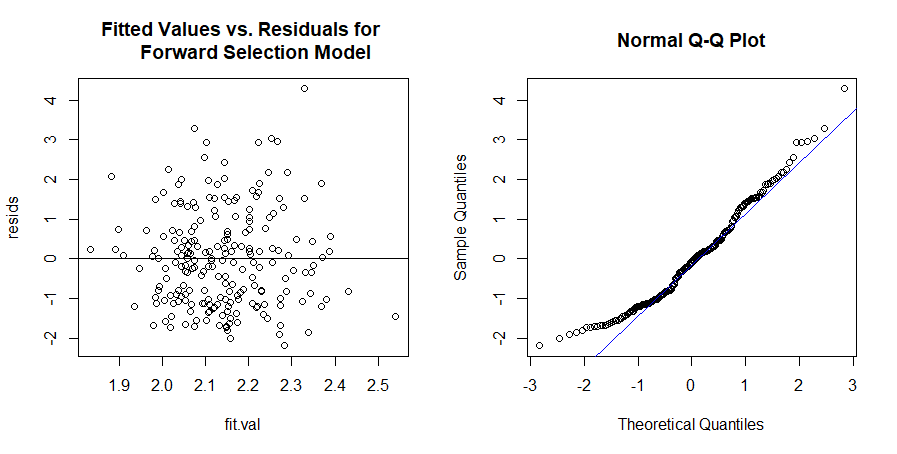 Fitted Values vs. Residuals for
Forward Selection Model
resids
4
3
2
1
0
-1
-2
1.9 2.0 2.1 2.2 2.3 2.4 2.5
fit.val
Normal Q-Q Plot
Sample Quantiles
4
3
2
1
0
-1
-2
-3 -2 -1 0 1 2 3
Theoretical Quantiles